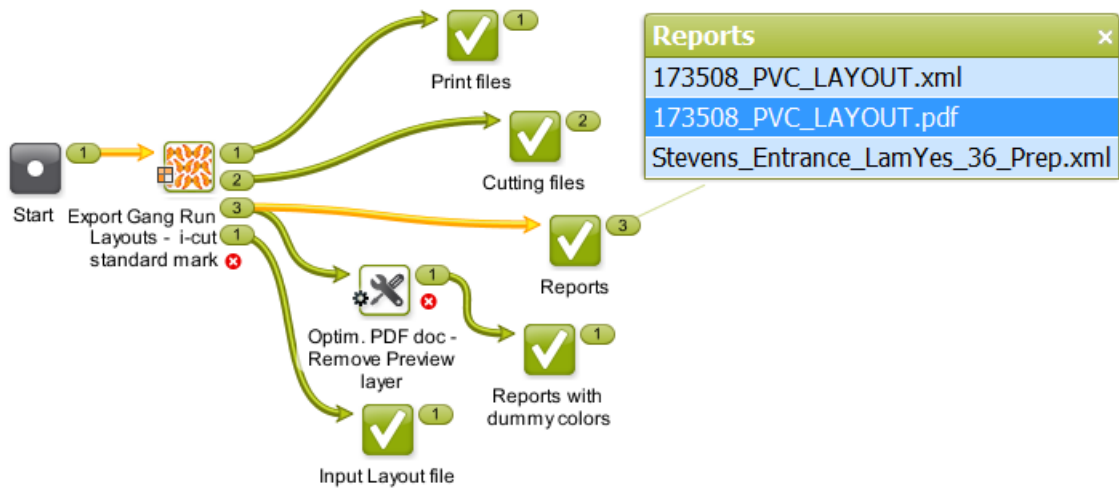 1
Print files
Reports ×
173508_PVC_LAYOUT.xml
173508_PVC_LAYOUT.pdf
Stevens_Entrance_LamYes_36_Prep.xml
2
Cutting files
1
Start
1
2
3
1
Export Gang Run
Layouts - i-cut
standard mark
3
Reports
1
Optim. PDF doc -
Remove Preview
layer
1
Reports with
dummy colors
1
Input Layout file